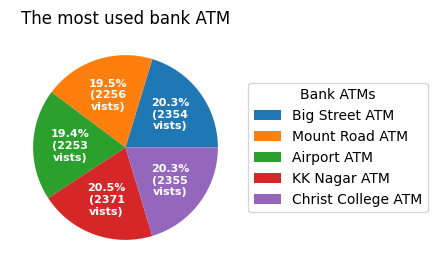 The most used bank ATM
19.5%
(2256
vists)
20.3%
(2354
vists)
19.4%
(2253
vists)
20.5%
(2371
vists)
20.3%
(2355
vists)
Bank ATMs
Big Street ATM
Mount Road ATM
Airport ATM
KK Nagar ATM
Christ College ATM